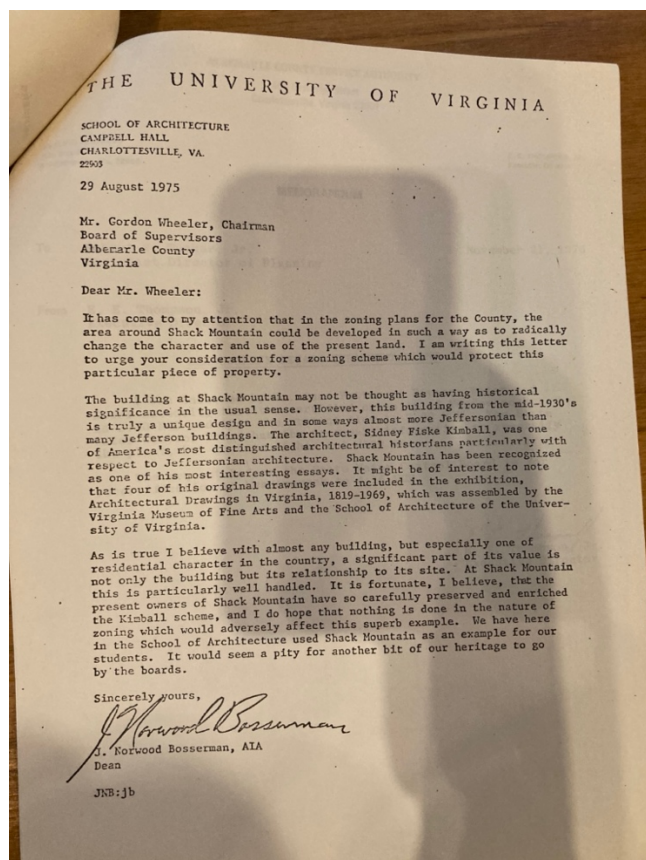 THE UNIVERSITY OF VIRGINIA
SCHOOL OF ARCHITECTURE
CAMPBELL HALL
CHARLOTTESVILLE, VA.
22903
29 August 1975
Mr. Gordon Wheeler, Chairman
Board of Supervisors
Albemarle County
Virginia
Dear Mr. Wheeler:
It has come to my attention that in the zoning plans for the County, the
area around Shack Mountain could be developed in such a way as to radically
change the character and use of the present land. I am writing this letter
to urge your consideration for a zoning scheme which would protect this
particular piece of property.
The building at Shack Mountain may not be thought as having historical
significance in the usual sense. However, this building from the mid-1930's
is truly a unique design and in some ways almost more Jeffersonian than
many Jefferson buildings. The architect, Sidney Fiske Kimball, was one
of America's most distinguished architectural historians particularly with
respect to Jeffersonian architecture. Shack Mountain has been recognized
as one of his most interesting essays. It might be of interest to note
that four of his original drawings were included in the exhibition,
Architectural Drawings in Virginia, 1819-1969, which was assembled by the
Virginia Museum of Fine Arts and the School of Architecture of the Univer-
sity of Virginia.
As is true I believe with almost any building, but especially one of
residential character in the country, a significant part of its value is
not only the building but its relationship to its site. At Shack Mountain
this is particularly well handled. It is fortunate, I believe, that the
present owners of Shack Mountain have so carefully preserved and enriched
the Kimball scheme, and I do hope that nothing is done in the nature of
zoning which would adversely affect this superb example. We have here
in the School of Architecture used Shack Mountain as an example for our
students. It would seem a pity for another bit of our heritage to go
by the boards.
Sincerely yours,
J. Norwood Bosserman
J. Norwood Bosserman, AIA
Dean
JNB:jb